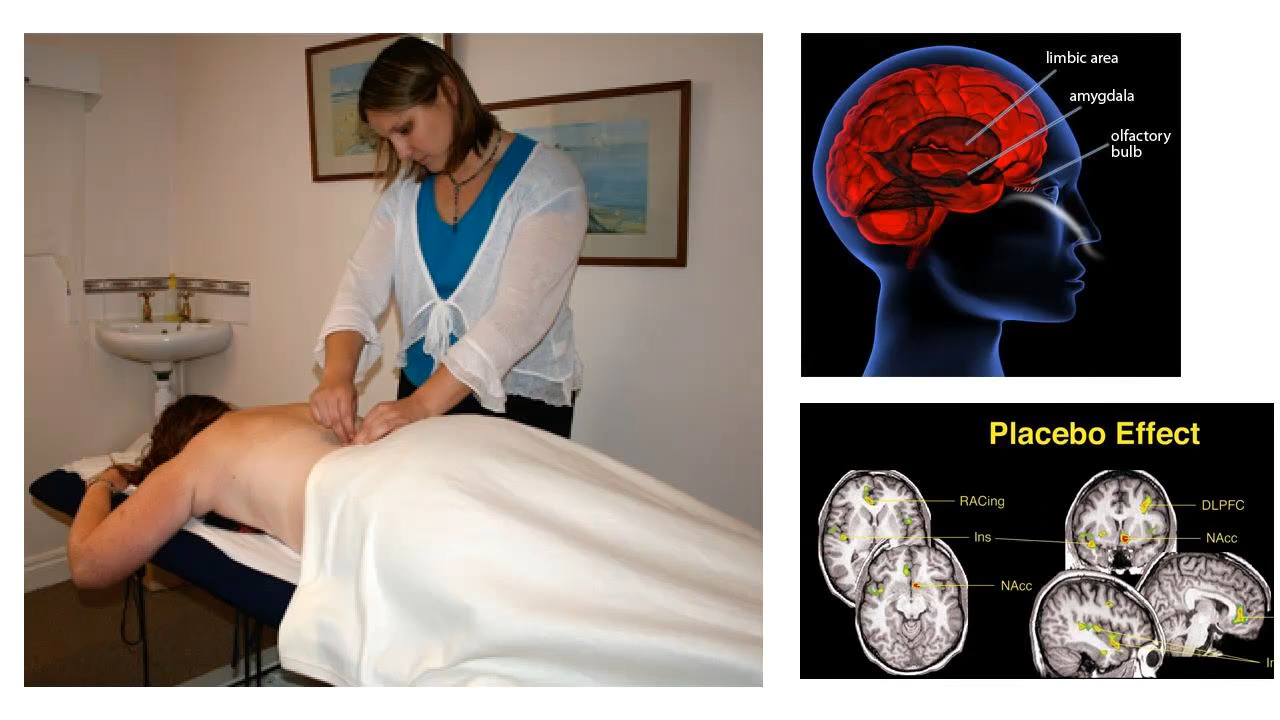 limbic area
amygdala
olfactory
bulb
Placebo Effect
RACing
DLPFC
Ins
NAcc
NAcc